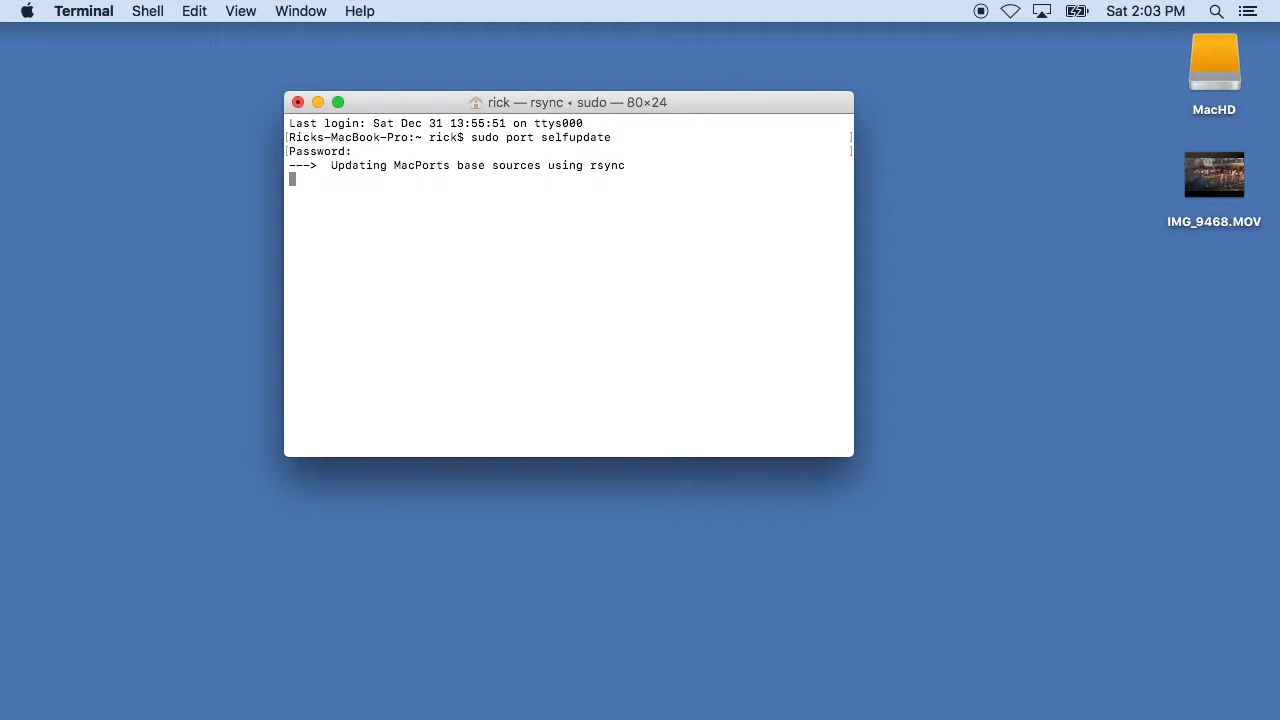 Terminal Shell Edit View Window Help Sat 2:03 PM
MacHD
IMG_9468.MOV
rick — rsync ◂ sudo — 80×24
Last login: Sat Dec 31 13:55:51 on ttys000
[Ricks-MacBook-Pro:~ rick$ sudo port selfupdate ]
[Password: ]
---> Updating MacPorts base sources using rsync